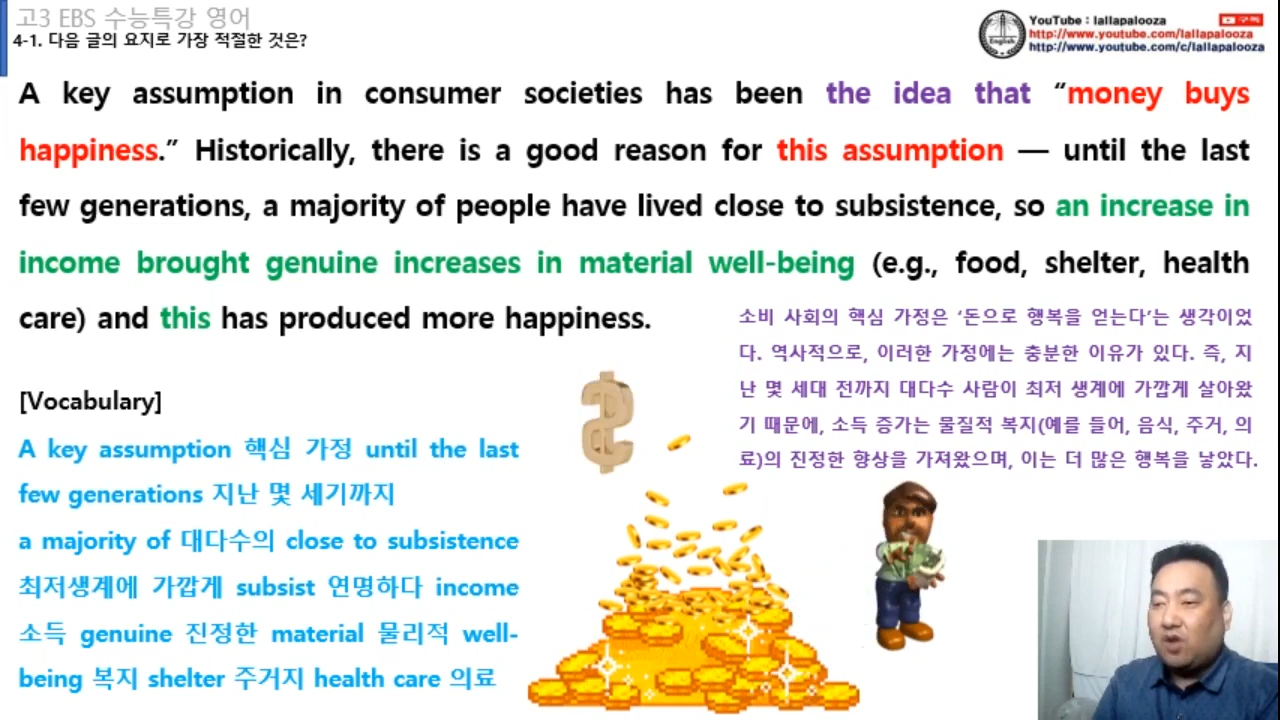 고3 EBS 수능특강 영어
4-1. 다음 글의 요지로 가장 적절한 것은?
YouTube : lallapalooza
구독
http://www.youtube.com/lallapalooza
http://www.youtube.com/c/lallapalooza
English
A key assumption in consumer societies has been the idea that “money buys
happiness.” Historically, there is a good reason for this assumption — until the last
few generations, a majority of people have lived close to subsistence, so an increase in
income brought genuine increases in material well-being (e.g., food, shelter, health
care) and this has produced more happiness.
소비 사회의 핵심 가정은 ‘돈으로 행복을 얻는다’는 생각이었
다. 역사적으로, 이러한 가정에는 충분한 이유가 있다. 즉, 지
난 몇 세대 전까지 대다수 사람이 최저 생계에 가깝게 살아왔
기 때문에, 소득 증가는 물질적 복지(예를 들어, 음식, 주거, 의
료)의 진정한 향상을 가져왔으며, 이는 더 많은 행복을 낳았다.
[Vocabulary]
A key assumption 핵심 가정 until the last
few generations 지난 몇 세기까지
a majority of 대다수의 close to subsistence
최저생계에 가깝게 subsist 연명하다 income
소득 genuine 진정한 material 물리적 well-
being 복지 shelter 주거지 health care 의료